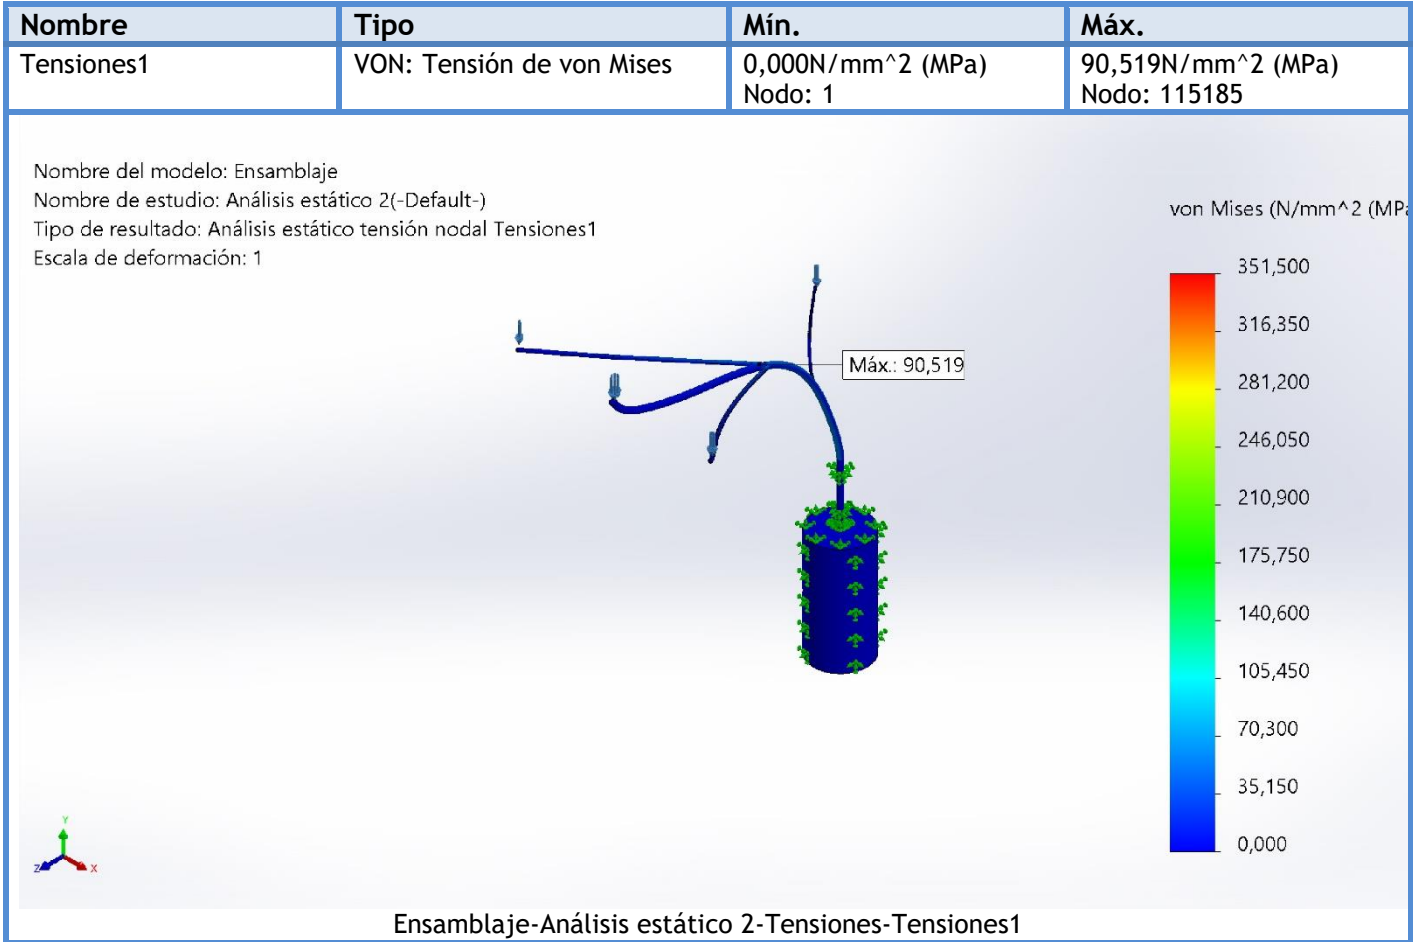 Nombre Tipo Mín. Máx.
Tensiones1 VON: Tensión de von Mises 0,000N/mm^2 (MPa) 90,519N/mm^2 (MPa)
Nodo: 1 Nodo: 115185
Nombre del modelo: Ensamblaje
Nombre de estudio: Análisis estático 2(-Default-)
Tipo de resultado: Análisis estático tensión nodal Tensiones1
Escala de deformación: 1
von Mises (N/mm^2 (MPa
351,500
316,350
281,200
246,050
210,900
175,750
140,600
105,450
70,300
35,150
0,000
Máx.: 90,519
Y
Z X
Ensamblaje-Análisis estático 2-Tensiones-Tensiones1